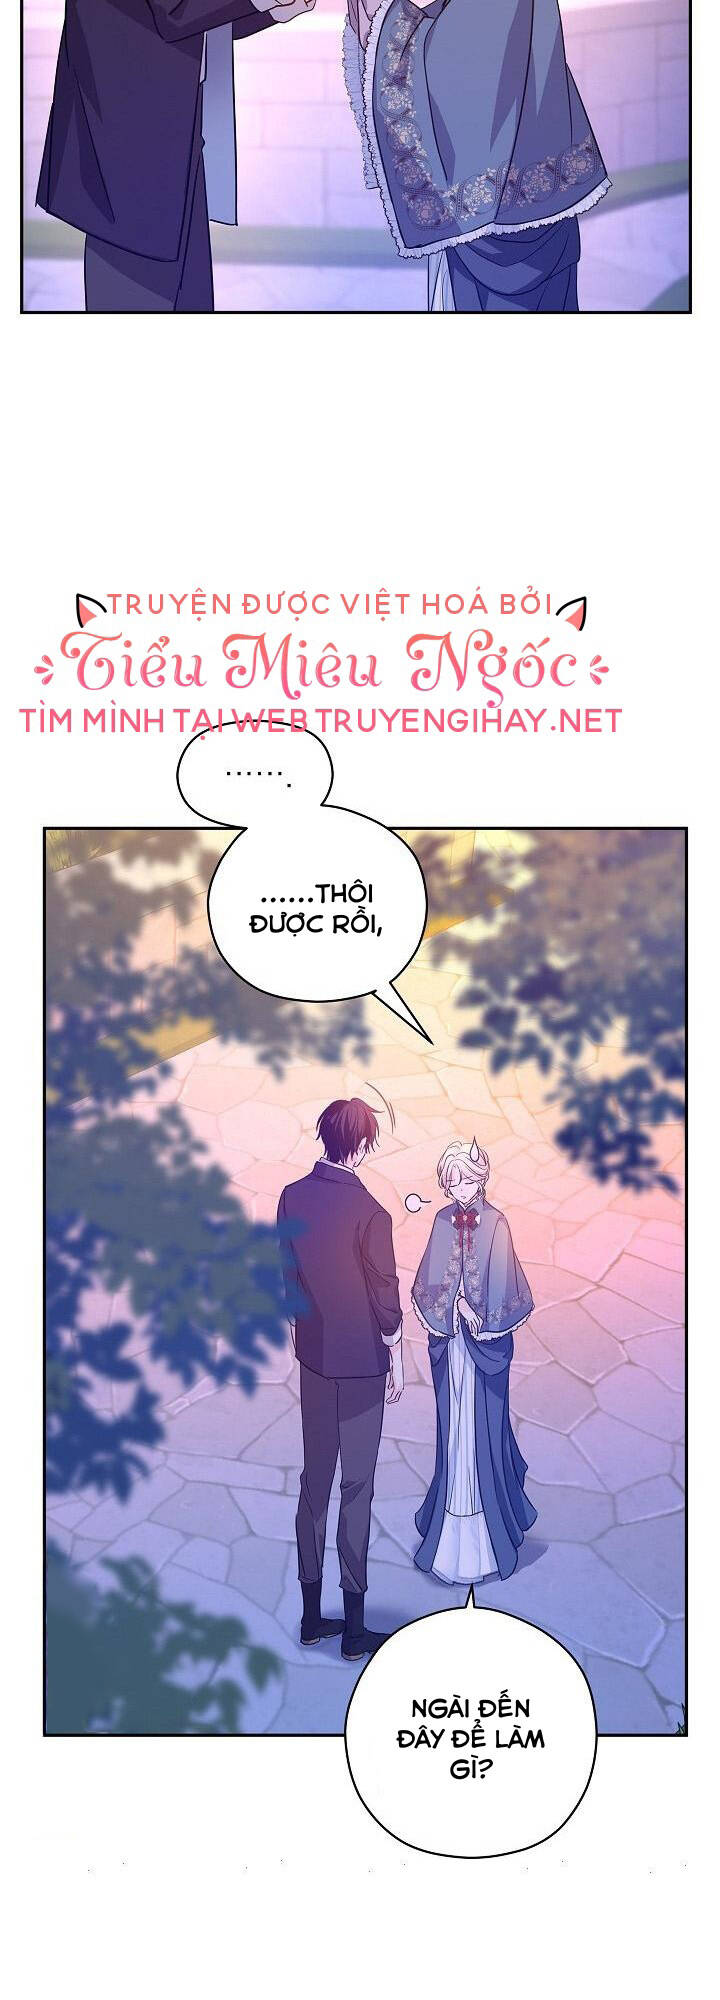 TRUYỆN ĐƯỢC VIỆT HOÁ BỞI
Tiểu Miêu Ngốc
TÌM MÌNH TẠI WEB TRUYENGIHAY.NET
.......
......THÔI
ĐƯỢC RỒI,
NGÀI ĐẾN
ĐÂY ĐỂ LÀM
GÌ?